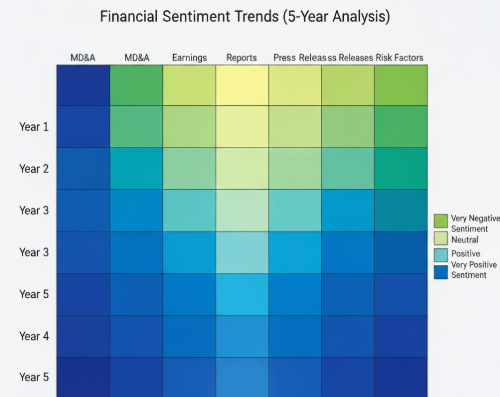 Financial Sentiment Trends (5-Year Analysis)
MD&A MD&A Earnings Reports Press Releasss Releases Risk Factors
Year 1
Year 2
Year 3
Year 3
Year 5
Year 4
Year 5
Very Negative
Sentiment
Neutral
Positive
Very Positive
Sentiment